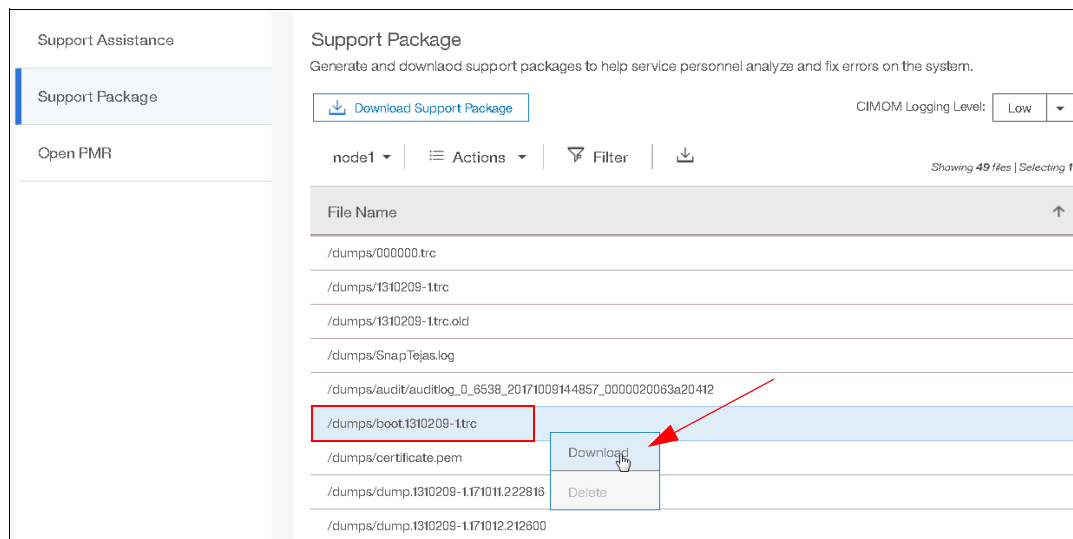 Support Assistance
Support Package
Open PMR
Support Package
Generate and downlaod support packages to help service personnel analyze and fix errors on the system.
Download Support Package
CIMOM Logging Level: Low
node1 Actions Filter
Showing 49 files | Selecting 1
File Name
/dumps/000000.trc
/dumps/1310209-1.trc
/dumps/1310209-1.trc.old
/dumps/SnapTejas.log
/dumps/audit/auditlog_0_6538_20171009144857_0000020063a20412
/dumps/boot.1310209-1.trc
Download
/dumps/certificate.pem
/dumps/dump.1310209-1.171011.222816
Delete
/dumps/dump.1310209-1.171012.212600